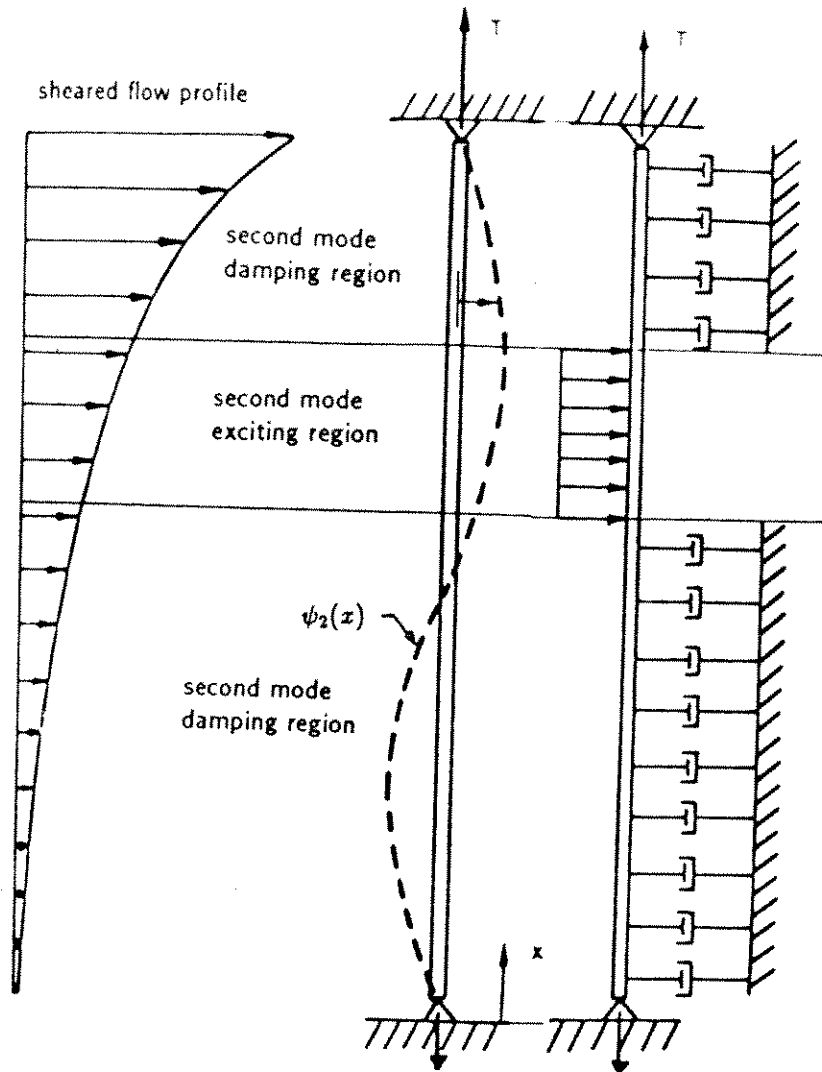 T
T
sheared flow profile
second mode
damping region
second mode
exciting region
ψ₂(x)
second mode
damping region
x